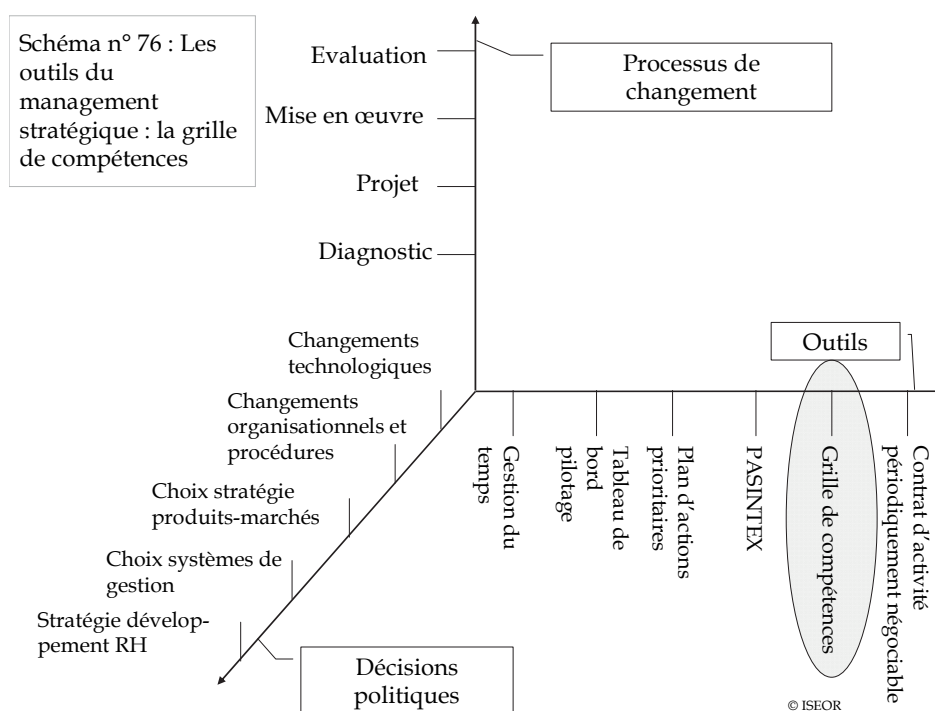 Schéma n° 76 : Les
outils du
management
stratégique : la grille
de compétences
Evaluation
Mise en œuvre
Projet
Diagnostic
Processus de
changement
Changements
technologiques
Changements
organisationnels et
procédures
Choix stratégie
produits-marchés
Choix systèmes de
gestion
Stratégie dévelop-
pement RH
Décisions
politiques
Outils
Gestion du
temps
Tableau de
bord
pilotage
Plan d'actions
prioritaires
PASINTEX
Grille de compétences
Contrat d'activité
périodiquement négociable
© ISEOR